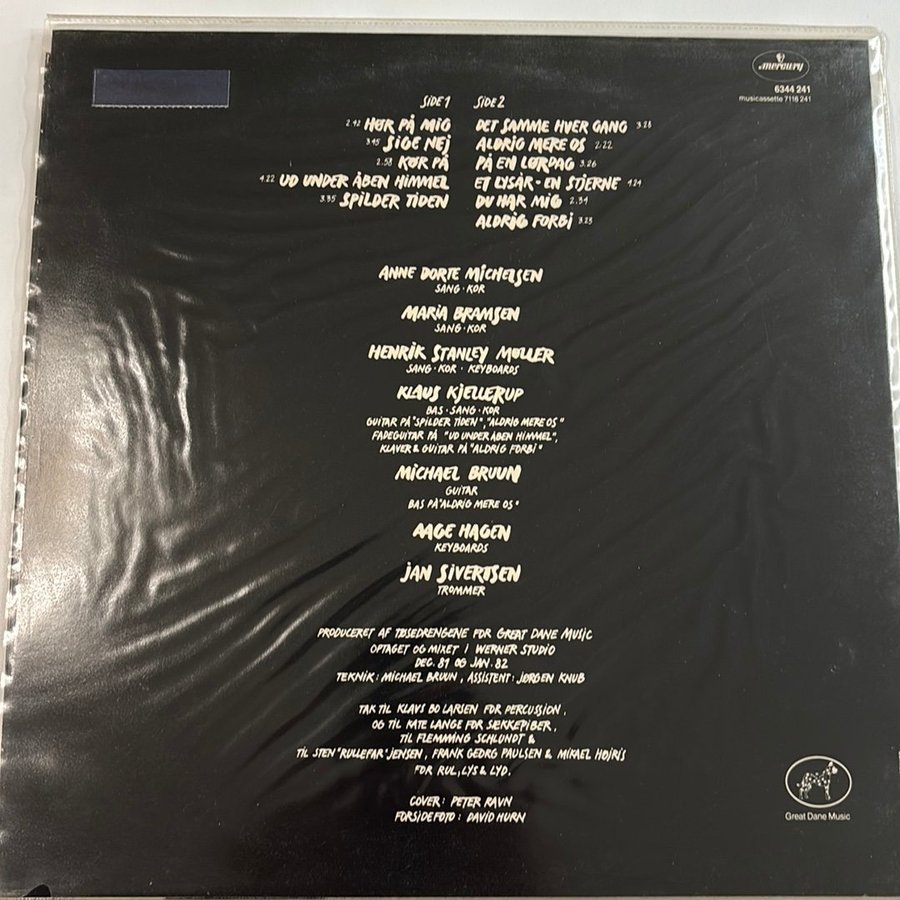 mercury
6344 241
musicassette 7118 241
SIDE 1
2.42 HØR PÅ MIG
3.45 SIGE NEJ
2.58 KØR PÅ
4.22 UD UNDER ÅBEN HIMMEL
3.35 SPILDER TIDEN
SIDE 2
DET SAMME HVER GANG 3.28
ALDRIG MERE OS 2.22
PÅ EN LØRDAG 3.26
ET LYSÅR - EN STJERNE 4.24
DU HAR MIG 2.34
ALDRIG FORBI 3.23
ANNE DORTE MICHELSEN
SANG · KOR
MARIA BRAMSEN
SANG · KOR
HENRIK STANLEY MØLLER
SANG · KOR · KEYBOARDS
KLAUS KJELLERUP
BAS · SANG · KOR
GUITAR PÅ "SPILDER TIDEN", "ALDRIG MERE OS"
FADEGUITAR PÅ "UD UNDER ÅBEN HIMMEL",
KLAVER & GUITAR PÅ "ALDRIG FORBI"
MICHAEL BRUUN
GUITAR
BAS PÅ "ALDRIG MERE OS"
AAGE HAGEN
KEYBOARDS
JAN SIVERTSEN
TROMMER
PRODUCERET AF TØSEDRENGENE FOR GREAT DANE MUSIC
OPTAGET OG MIXET I WERNER STUDIO
DEC. 81 OG JAN. 82
TEKNIK: MICHAEL BRUUN, ASSISTENT: JØRGEN KNUB
TAK TIL KLAVS BO LARSEN FOR PERCUSSION,
OG TIL KATE LANGE FOR SÆKKEPIBER,
TIL FLEMMING SCHLUNDT &
TIL STEN "RULLEFAR" JENSEN, FRANK GEORG PAULSEN & MIKAEL HØJRIS
FOR RUL, LYS & LYD.
COVER: PETER RAVN
FORSIDEFOTO: DAVID HURN
Great Dane Music